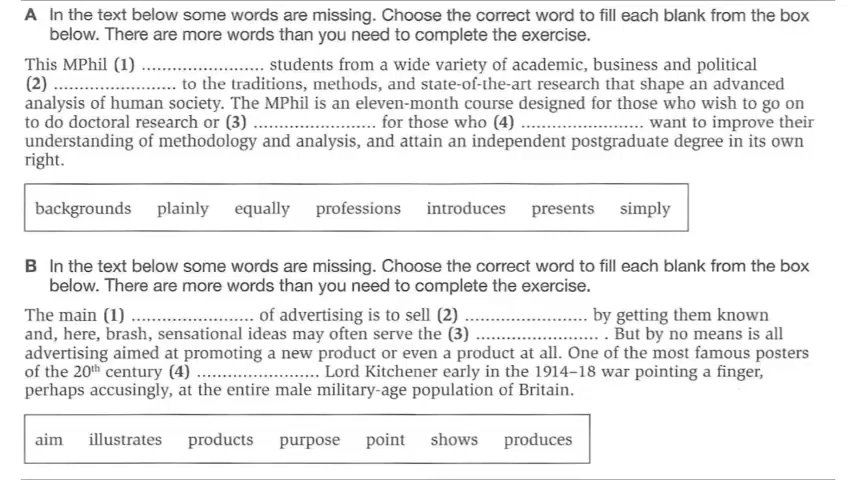 A In the text below some words are missing. Choose the correct word to fill each blank from the box
below. There are more words than you need to complete the exercise.
This MPhil (1) ........................ students from a wide variety of academic, business and political
(2) ........................ to the traditions, methods, and state-of-the-art research that shape an advanced
analysis of human society. The MPhil is an eleven-month course designed for those who wish to go on
to do doctoral research or (3) ........................ for those who (4) ........................ want to improve their
understanding of methodology and analysis, and attain an independent postgraduate degree in its own
right.
backgrounds plainly equally professions introduces presents simply
B In the text below some words are missing. Choose the correct word to fill each blank from the box
below. There are more words than you need to complete the exercise.
The main (1) ........................ of advertising is to sell (2) ........................ by getting them known
and, here, brash, sensational ideas may often serve the (3) ........................ . But by no means is all
advertising aimed at promoting a new product or even a product at all. One of the most famous posters
of the 20th century (4) ........................ Lord Kitchener early in the 1914–18 war pointing a finger,
perhaps accusingly, at the entire male military-age population of Britain.
aim illustrates products purpose point shows produces